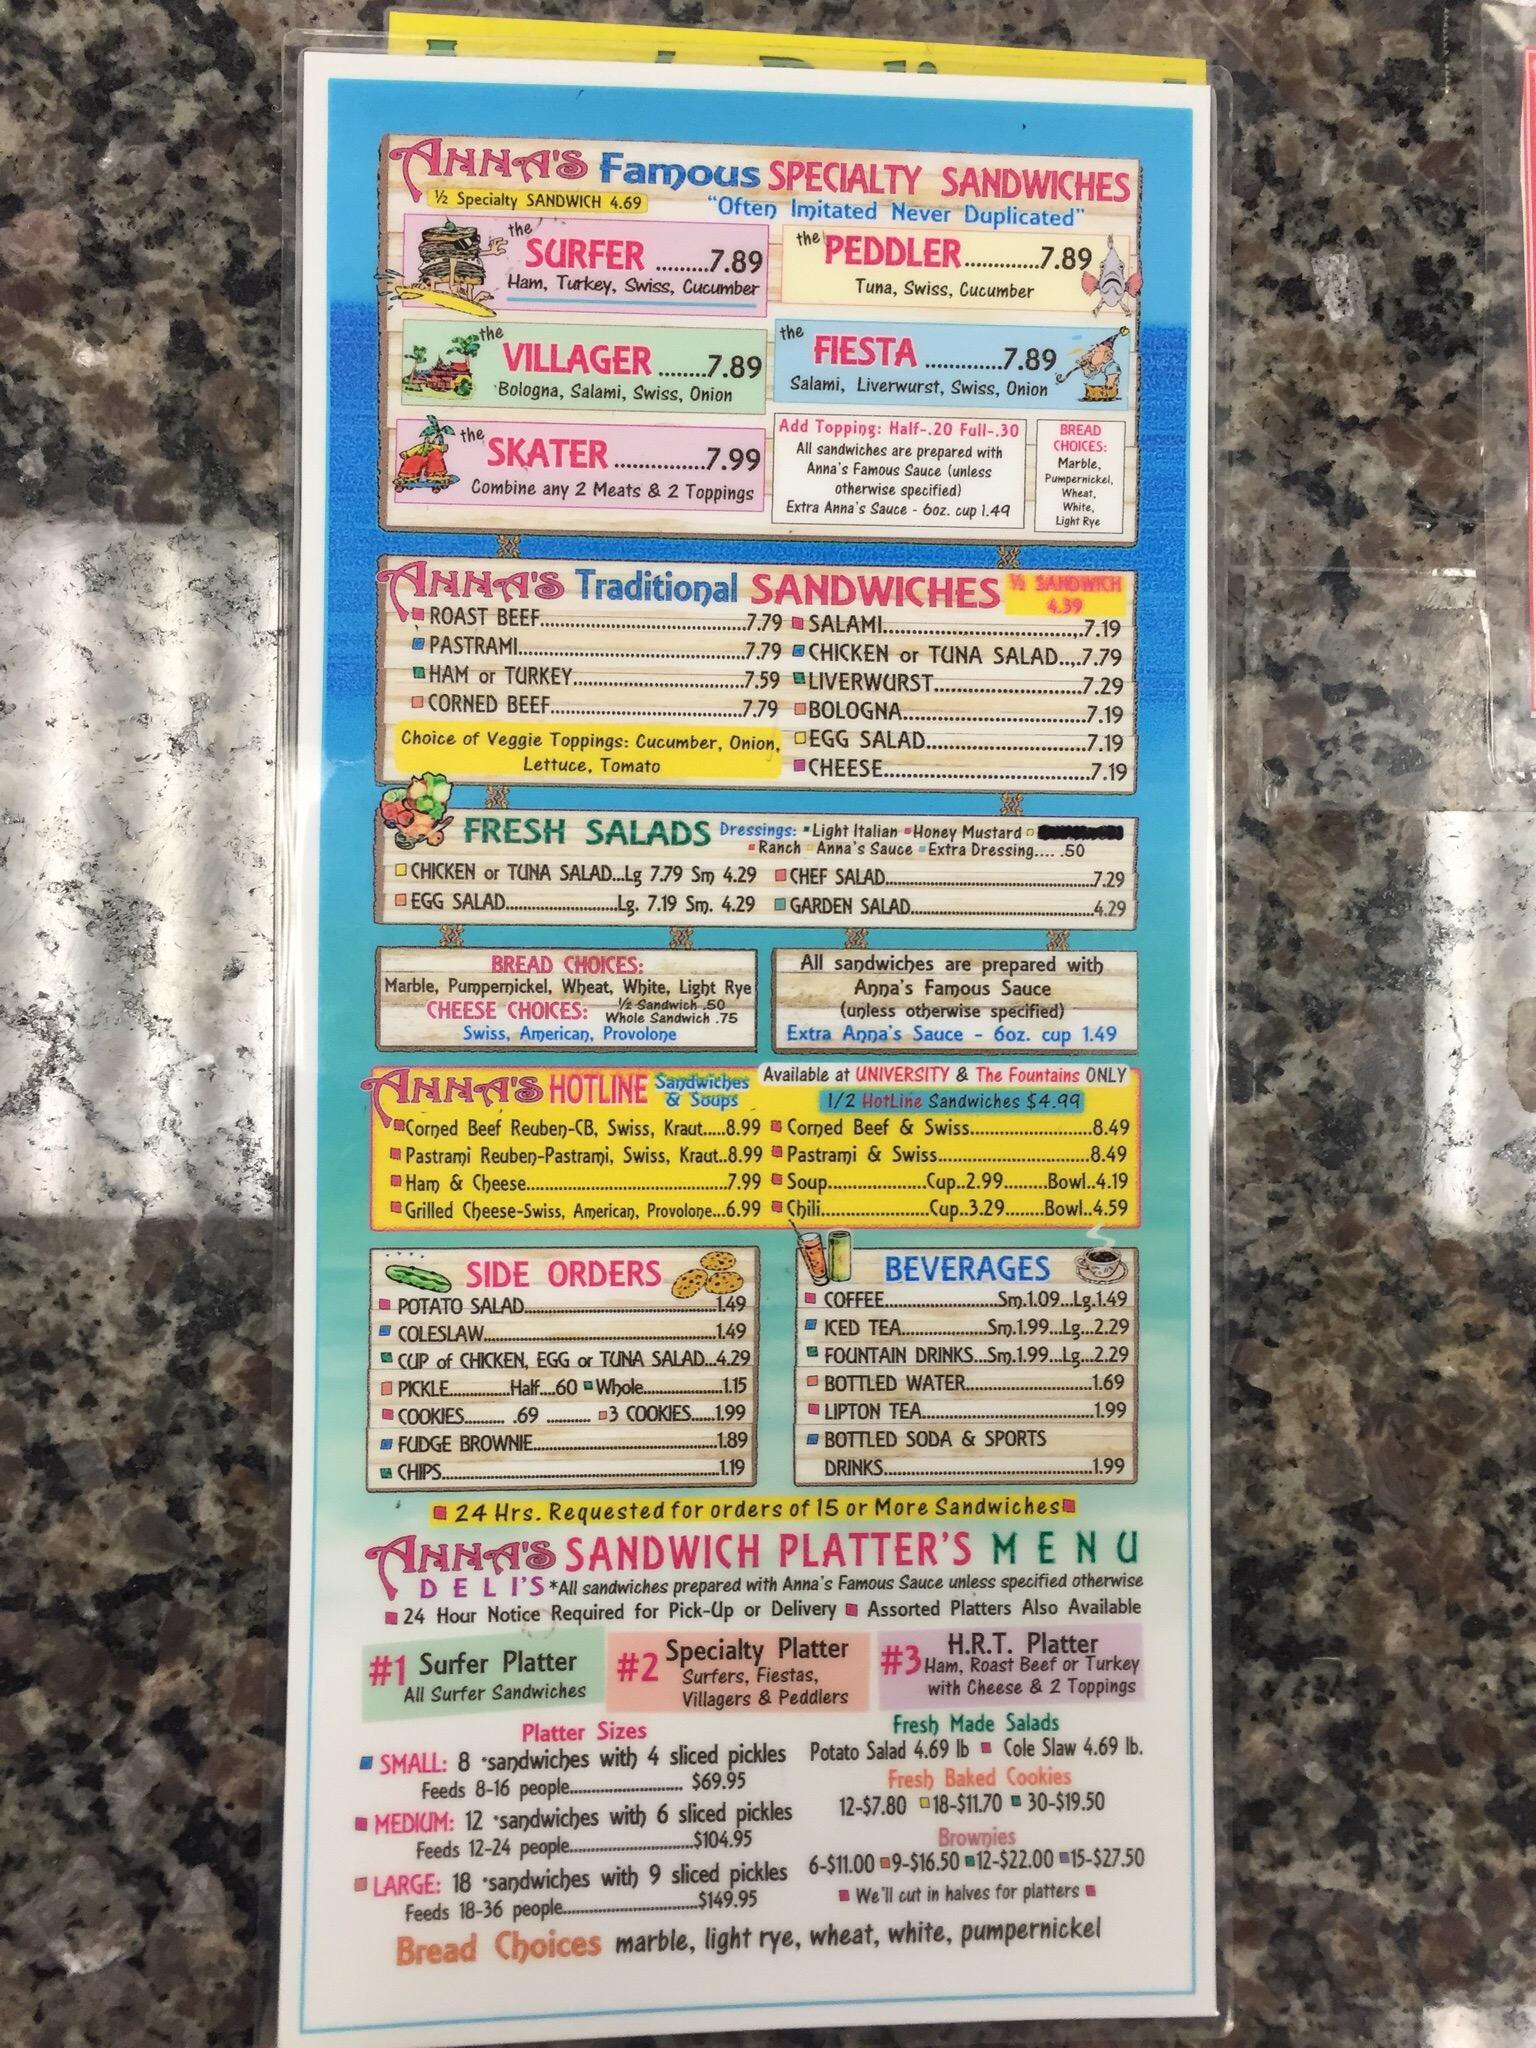 ANNA'S Famous SPECIALTY SANDWICHES
½ Specialty SANDWICH 4.69
"Often Imitated Never Duplicated"
the SURFER .........7.89
Ham, Turkey, Swiss, Cucumber
the PEDDLER.............7.89
Tuna, Swiss, Cucumber
the VILLAGER ........7.89
Bologna, Salami, Swiss, Onion
the FIESTA .............7.89
Salami, Liverwurst, Swiss, Onion
the SKATER ...............7.99
Combine any 2 Meats & 2 Toppings
Add Topping: Half-.20 Full-.30
All sandwiches are prepared with
Anna's Famous Sauce (unless
otherwise specified)
Extra Anna's Sauce - 6oz. cup 1.49
BREAD
CHOICES:
Marble,
Pumpernickel,
Wheat,
White,
Light Rye
ANNA'S Traditional SANDWICHES
½ SANDWICH
4.39
ROAST BEEF...............7.79
PASTRAMI...............7.79
HAM or TURKEY...............7.59
CORNED BEEF...............7.79
Choice of Veggie Toppings: Cucumber, Onion,
Lettuce, Tomato
SALAMI...............7.19
CHICKEN or TUNA SALAD.....7.79
LIVERWURST...............7.29
BOLOGNA...............7.19
EGG SALAD...............7.19
CHEESE...............7.19
FRESH SALADS
Dressings: Light Italian Honey Mustard
Ranch Anna's Sauce Extra Dressing.... .50
CHICKEN or TUNA SALAD...Lg 7.79 Sm 4.29
EGG SALAD...............Lg. 7.19 Sm. 4.29
CHEF SALAD...............7.29
GARDEN SALAD...............4.29
BREAD CHOICES:
Marble, Pumpernickel, Wheat, White, Light Rye
CHEESE CHOICES: ½ Sandwich .50
Whole Sandwich .75
Swiss, American, Provolone
All sandwiches are prepared with
Anna's Famous Sauce
(unless otherwise specified)
Extra Anna's Sauce - 6oz. cup 1.49
ANNA'S HOTLINE Sandwiches & Soups
Available at UNIVERSITY & The Fountains ONLY
1/2 HotLine Sandwiches $4.99
Corned Beef Reuben-CB, Swiss, Kraut.....8.99
Pastrami Reuben-Pastrami, Swiss, Kraut..8.99
Ham & Cheese...............7.99
Grilled Cheese-Swiss, American, Provolone...6.99
Corned Beef & Swiss...............8.49
Pastrami & Swiss...............8.49
Soup...............Cup..2.99.........Bowl..4.19
Chili...............Cup..3.29........Bowl..4.59
SIDE ORDERS
POTATO SALAD...............1.49
COLESLAW...............1.49
CUP of CHICKEN, EGG or TUNA SALAD...4.29
PICKLE.............Half....60 Whole...............1.15
COOKIES......... .69 .......... 3 COOKIES......1.99
FUDGE BROWNIE...............1.89
CHIPS...............1.19
BEVERAGES
COFFEE...............Sm.1.09...Lg.1.49
ICED TEA...............Sm.1.99...Lg...2.29
FOUNTAIN DRINKS...Sm.1.99...Lg...2.29
BOTTLED WATER...............1.69
LIPTON TEA...............1.99
BOTTLED SODA & SPORTS
DRINKS...............1.99
24 Hrs. Requested for orders of 15 or More Sandwiches
ANNA'S SANDWICH PLATTER'S MENU
DELI'S *All sandwiches prepared with Anna's Famous Sauce unless specified otherwise
24 Hour Notice Required for Pick-Up or Delivery Assorted Platters Also Available
#1 Surfer Platter
All Surfer Sandwiches
#2 Specialty Platter
Surfers, Fiestas,
Villagers & Peddlers
#3 H.R.T. Platter
Ham, Roast Beef or Turkey
with Cheese & 2 Toppings
Platter Sizes
SMALL: 8 *sandwiches with 4 sliced pickles
Feeds 8-16 people............... $69.95
MEDIUM: 12 *sandwiches with 6 sliced pickles
Feeds 12-24 people...............$104.95
LARGE: 18 *sandwiches with 9 sliced pickles
Feeds 18-36 people...............$149.95
Fresh Made Salads
Potato Salad 4.69 lb Cole Slaw 4.69 lb.
Fresh Baked Cookies
12-$7.80 18-$11.70 30-$19.50
Brownies
6-$11.00 9-$16.50 12-$22.00 15-$27.50
We'll cut in halves for platters
Bread Choices marble, light rye, wheat, white, pumpernickel